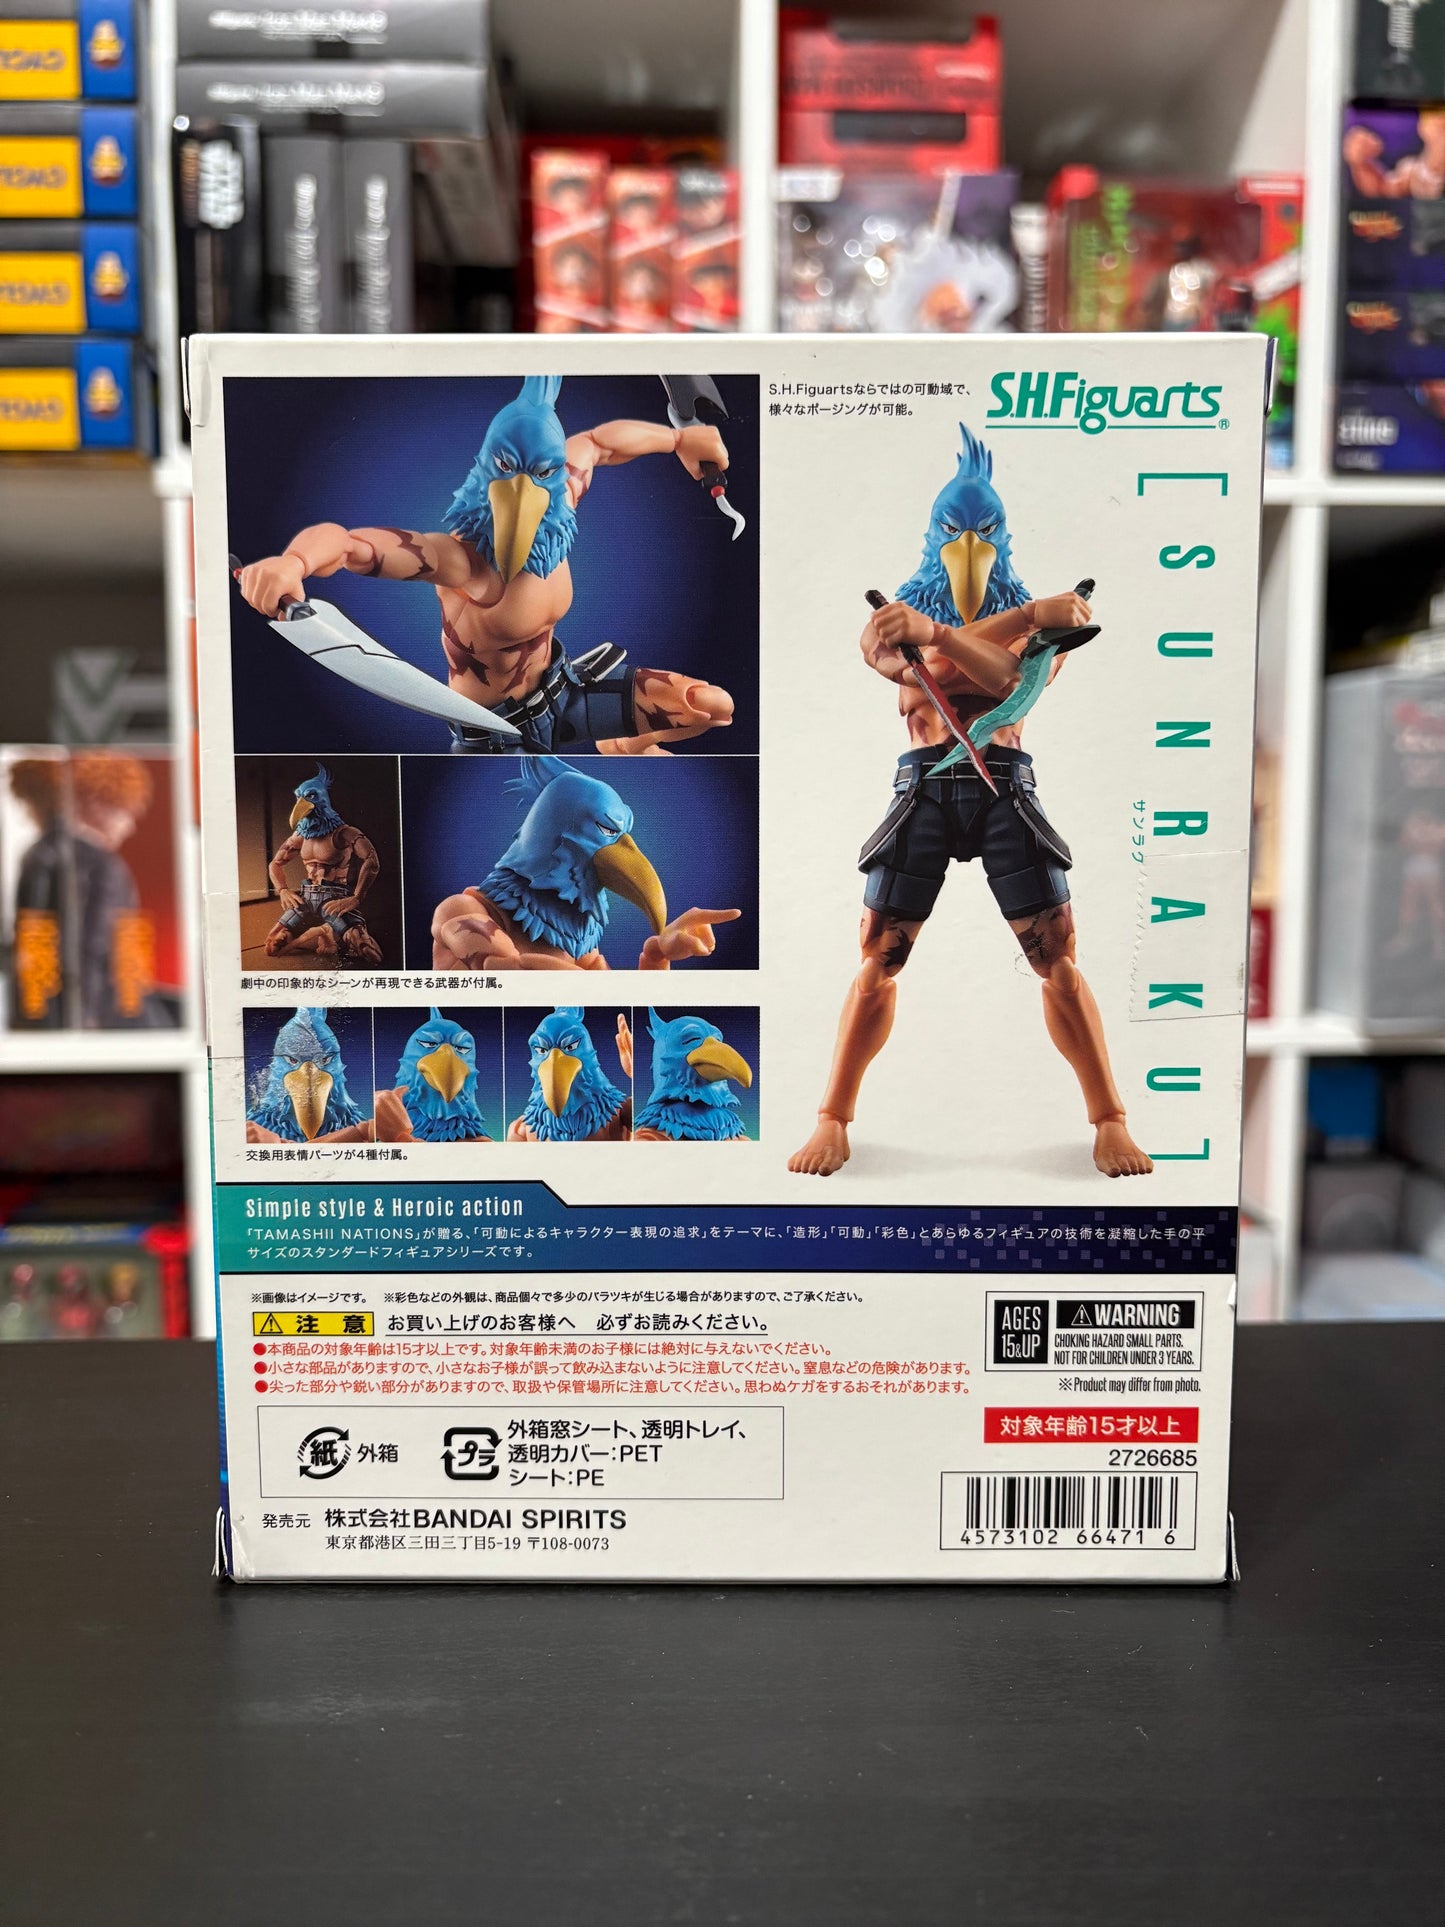 S.H.Figuartsならではの可動域で、
様々なポージングが可能。
S.H.Figuarts®
[SUNRAKU]
サンラク
劇中の印象的なシーンが再現できる武器が付属。
交換用表情パーツが4種付属。
Simple style & Heroic action
「TAMASHII NATIONS」が贈る、「可動によるキャラクター表現の追求」をテーマに、「造形」「可動」「彩色」とあらゆるフィギュアの技術を凝縮した手の平
サイズのスタンダードフィギュアシリーズです。
※画像はイメージです。 ※彩色などの外観は、商品個々で多少のバラツキが生じる場合がありますので、ご了承ください。
⚠注 意 お買い上げのお客様へ 必ずお読みください。
●本商品の対象年齢は15才以上です。対象年齢未満のお子様には絶対に与えないでください。
●小さな部品がありますので、小さなお子様が誤って飲み込まないように注意してください。窒息などの危険があります。
●尖った部分や鋭い部分がありますので、取扱や保管場所に注意してください。思わぬケガをするおそれがあります。
AGES
15&UP
⚠WARNING
CHOKING HAZARD SMALL PARTS.
NOT FOR CHILDREN UNDER 3 YEARS.
※Product may differ from photo.
紙 外箱
プラ
外箱窓シート、透明トレイ、
透明カバー:PET
シート:PE
対象年齢15才以上
2726685
4573102 66471 6
発売元 株式会社BANDAI SPIRITS
東京都港区三田三丁目5-19 〒108-0073